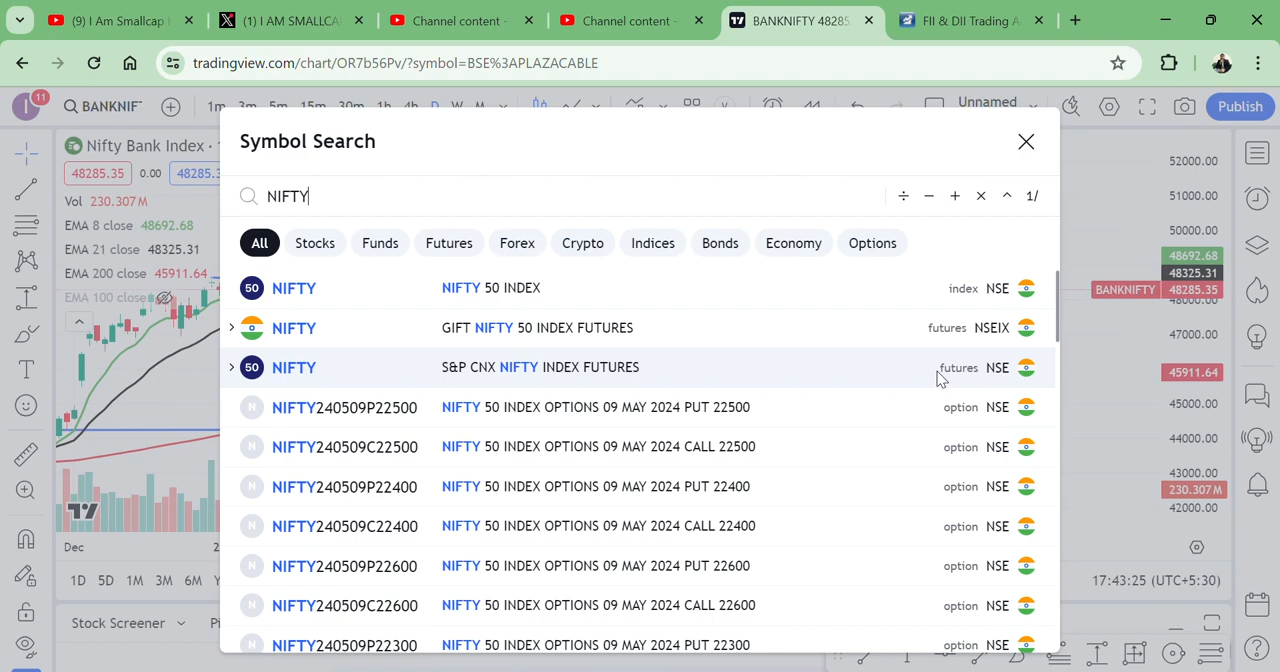 (9) I Am Smallcap
(1) I AM SMALLCA
Channel content -
Channel content -
BANKNIFTY 48285
FII & DII Trading A
tradingview.com/chart/OR7b56Pv/?symbol=BSE%3APLAZACABLE
I
11
BANKNIF
1m 3m 5m 15m 30m 1h 4h D W M
Unnamed
Publish
Nifty Bank Index ·
48285.35 0.00 48285.3
Vol 230.307M
EMA 8 close 48692.68
EMA 21 close 48325.31
EMA 200 close 45911.64
EMA 100 close
Symbol Search
NIFTY
÷ − + × ^ 1/
All Stocks Funds Futures Forex Crypto Indices Bonds Economy Options
50 NIFTY NIFTY 50 INDEX index NSE
NIFTY GIFT NIFTY 50 INDEX FUTURES futures NSEIX
50 NIFTY S&P CNX NIFTY INDEX FUTURES futures NSE
N NIFTY240509P22500 NIFTY 50 INDEX OPTIONS 09 MAY 2024 PUT 22500 option NSE
N NIFTY240509C22500 NIFTY 50 INDEX OPTIONS 09 MAY 2024 CALL 22500 option NSE
N NIFTY240509P22400 NIFTY 50 INDEX OPTIONS 09 MAY 2024 PUT 22400 option NSE
N NIFTY240509C22400 NIFTY 50 INDEX OPTIONS 09 MAY 2024 CALL 22400 option NSE
N NIFTY240509P22600 NIFTY 50 INDEX OPTIONS 09 MAY 2024 PUT 22600 option NSE
N NIFTY240509C22600 NIFTY 50 INDEX OPTIONS 09 MAY 2024 CALL 22600 option NSE
N NIFTY240509P22300 NIFTY 50 INDEX OPTIONS 09 MAY 2024 PUT 22300 option NSE
52000.00
51000.00
50000.00
48692.68
48325.31
BANKNIFTY 48285.35
48000.00
47000.00
45911.64
45000.00
44000.00
43000.00
230.307M
42000.00
Dec 2
1D 5D 1M 3M 6M Y
17:43:25 (UTC+5:30)
Stock Screener Pi